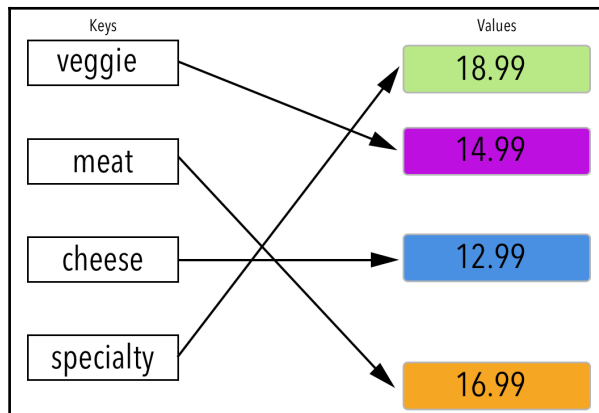 Keys
Values
veggie
18.99
meat
14.99
cheese
12.99
specialty
16.99